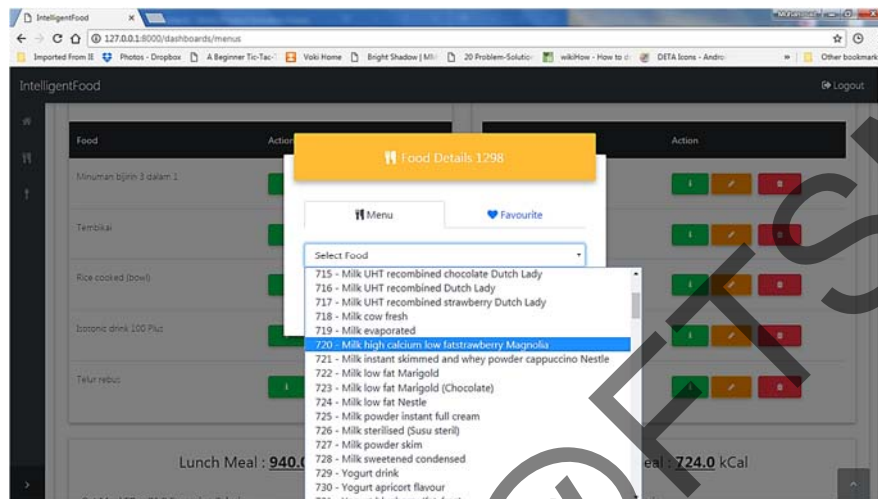 IntelligentFood
127.0.0.1:8000/dashboards/menus
Imported From IE
Photos - Dropbox
A Beginner Tic-Tac-
Voki Home
Bright Shadow | MI
20 Problem-Solutio
wikiHow - How to d
DETA Icons - Andro
Other bookmark
IntelligentFood
Logout
Food
Action
Action
Food Details 1298
Minuman bijirin 3 dalam 1
Menu
Favourite
Tembikai
Select Food
Rice cooked (bowl)
Isotonic drink 100 Plus
Telur rebus
715 - Milk UHT recombined chocolate Dutch Lady
716 - Milk UHT recombined Dutch Lady
717 - Milk UHT recombined strawberry Dutch Lady
718 - Milk cow fresh
719 - Milk evaporated
720 - Milk high calcium low fatstrawberry Magnolia
721 - Milk instant skimmed and whey powder cappuccino Nestle
722 - Milk low fat Marigold
723 - Milk low fat Marigold (Chocolate)
724 - Milk low fat Nestle
725 - Milk powder instant full cream
726 - Milk sterilised (Susu steril)
727 - Milk powder skim
728 - Milk sweetened condensed
729 - Yogurt drink
730 - Yogurt apricort flavour
Lunch Meal : 940.
eal : 724.0 kCal